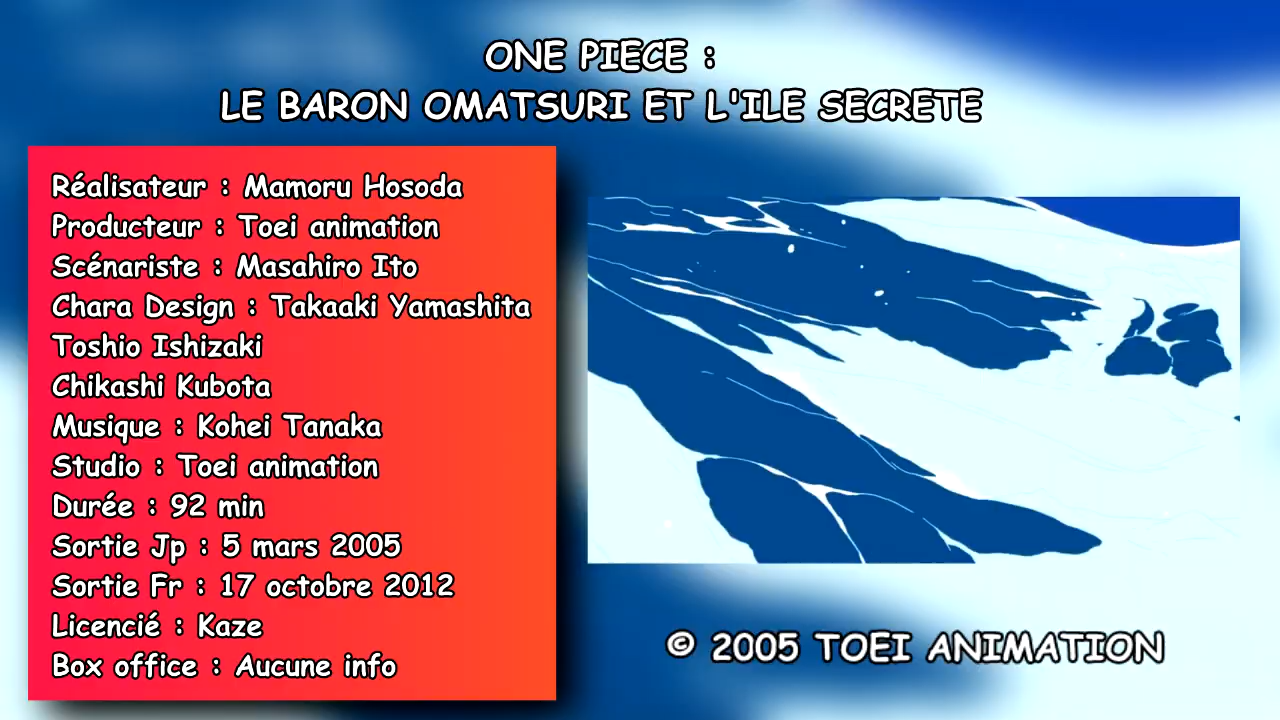 ONE PIECE :
LE BARON OMATSURI ET L'ILE SECRETE
Réalisateur : Mamoru Hosoda
Producteur : Toei animation
Scénariste : Masahiro Ito
Chara Design : Takaaki Yamashita
Toshio Ishizaki
Chikashi Kubota
Musique : Kohei Tanaka
Studio : Toei animation
Durée : 92 min
Sortie Jp : 5 mars 2005
Sortie Fr : 17 octobre 2012
Licencié : Kaze
Box office : Aucune info
© 2005 TOEI ANIMATION